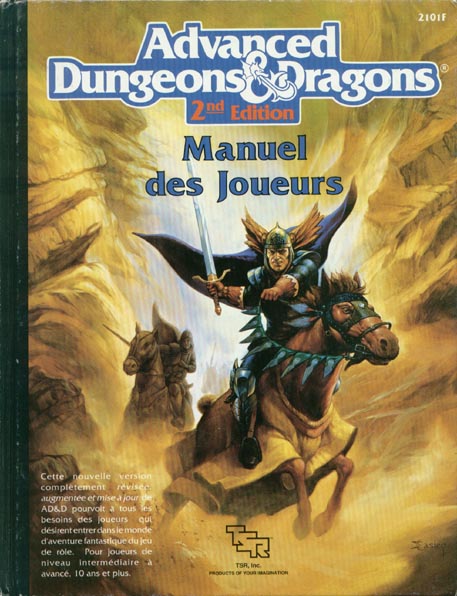 2101F
Advanced
Dungeons & Dragons®
2nd Edition
Manuel
des Joueurs
Cette nouvelle version
complètement révisée,
augmentée et mise à jour de
AD&D pourvoit à tous les
besoins des joueurs qui
désirent entrer dans le monde
d'aventure fantastique du jeu
de rôle. Pour joueurs de
niveau intermédiaire à
avancé, 10 ans et plus.
TSR
TSR, Inc.
PRODUCTS OF YOUR IMAGINATION
Easley